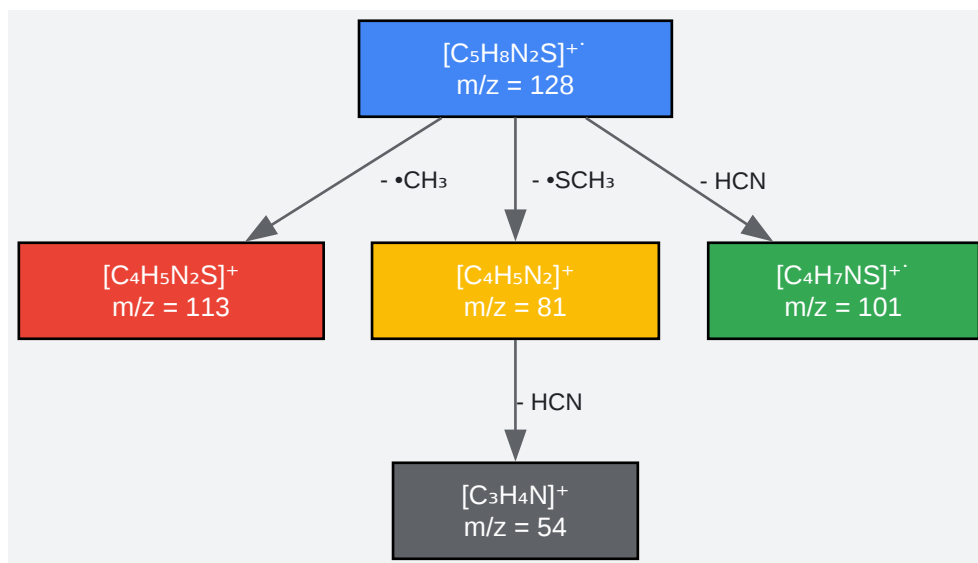 [C₅H₈N₂S]⁺˙
m/z = 128
- •CH₃
- •SCH₃
- HCN
[C₄H₅N₂S]⁺
m/z = 113
[C₄H₅N₂]⁺
m/z = 81
[C₄H₇NS]⁺˙
m/z = 101
- HCN
[C₃H₄N]⁺
m/z = 54